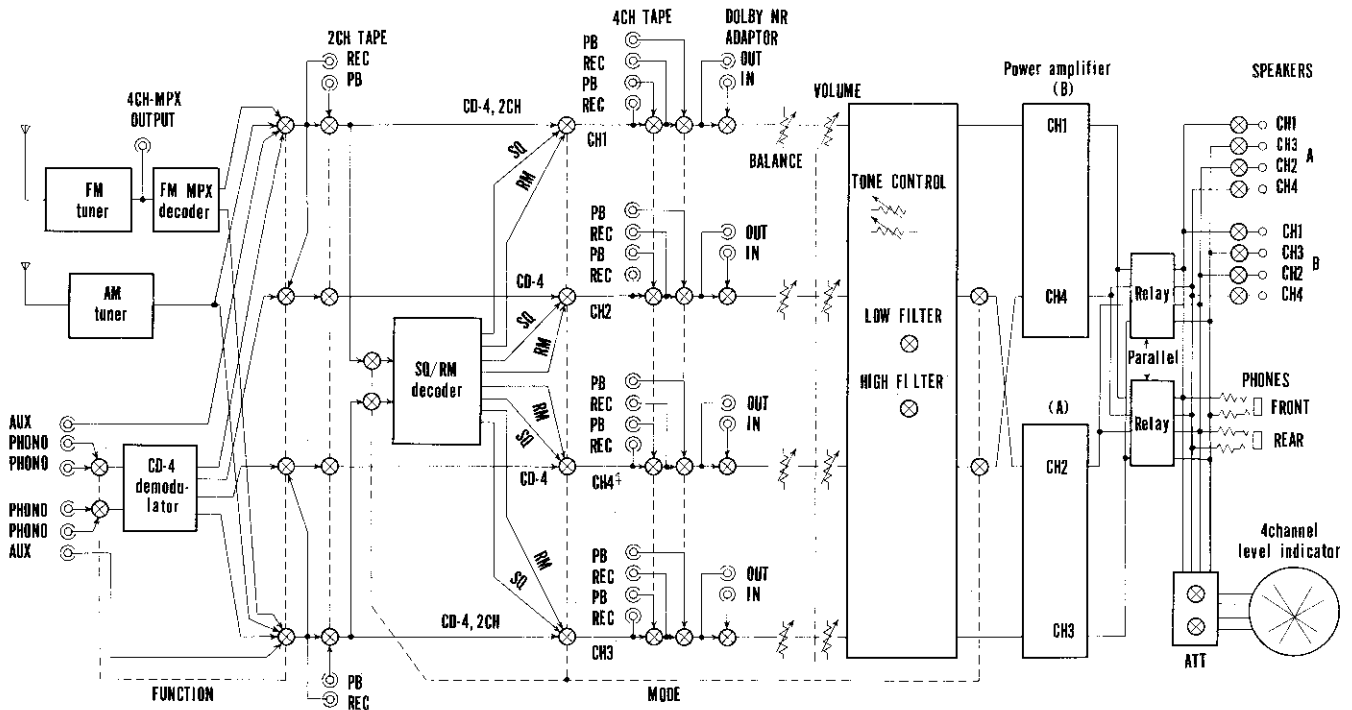 4CH TAPE
DOLBY NR
ADAPTOR
2CH TAPE
REC
PB
PB
REC
PB
REC
OUT
IN
Power amplifier
(B)
SPEAKERS
4CH-MPX
OUTPUT
VOLUME
CD-4, 2CH
CH1
SQ
RM
BALANCE
CH1
CH1
CH3
CH2
CH4
A
FM
tuner
FM MPX
decoder
TONE CONTROL
PB
REC
PB
REC
OUT
IN
CH1
CH3
CH2
CH4
B
AM
tuner
CD-4
CH2
SQ
RM
CH4
Relay
LOW FILTER
Parallel
SQ/RM
decoder
HIGH FILTER
PB
REC
PB
REC
OUT
IN
(A)
Relay
PHONES
FRONT
REAR
RM
SQ
AUX
PHONO
PHONO
CD-4
demodu-
lator
CD-4
CH4
CH2
PHONO
PHONO
AUX
RM
SQ
PB
REC
PB
REC
OUT
IN
4channel
level indicator
CD-4, 2CH
CH3
CH3
ATT
FUNCTION
PB
REC
MODE